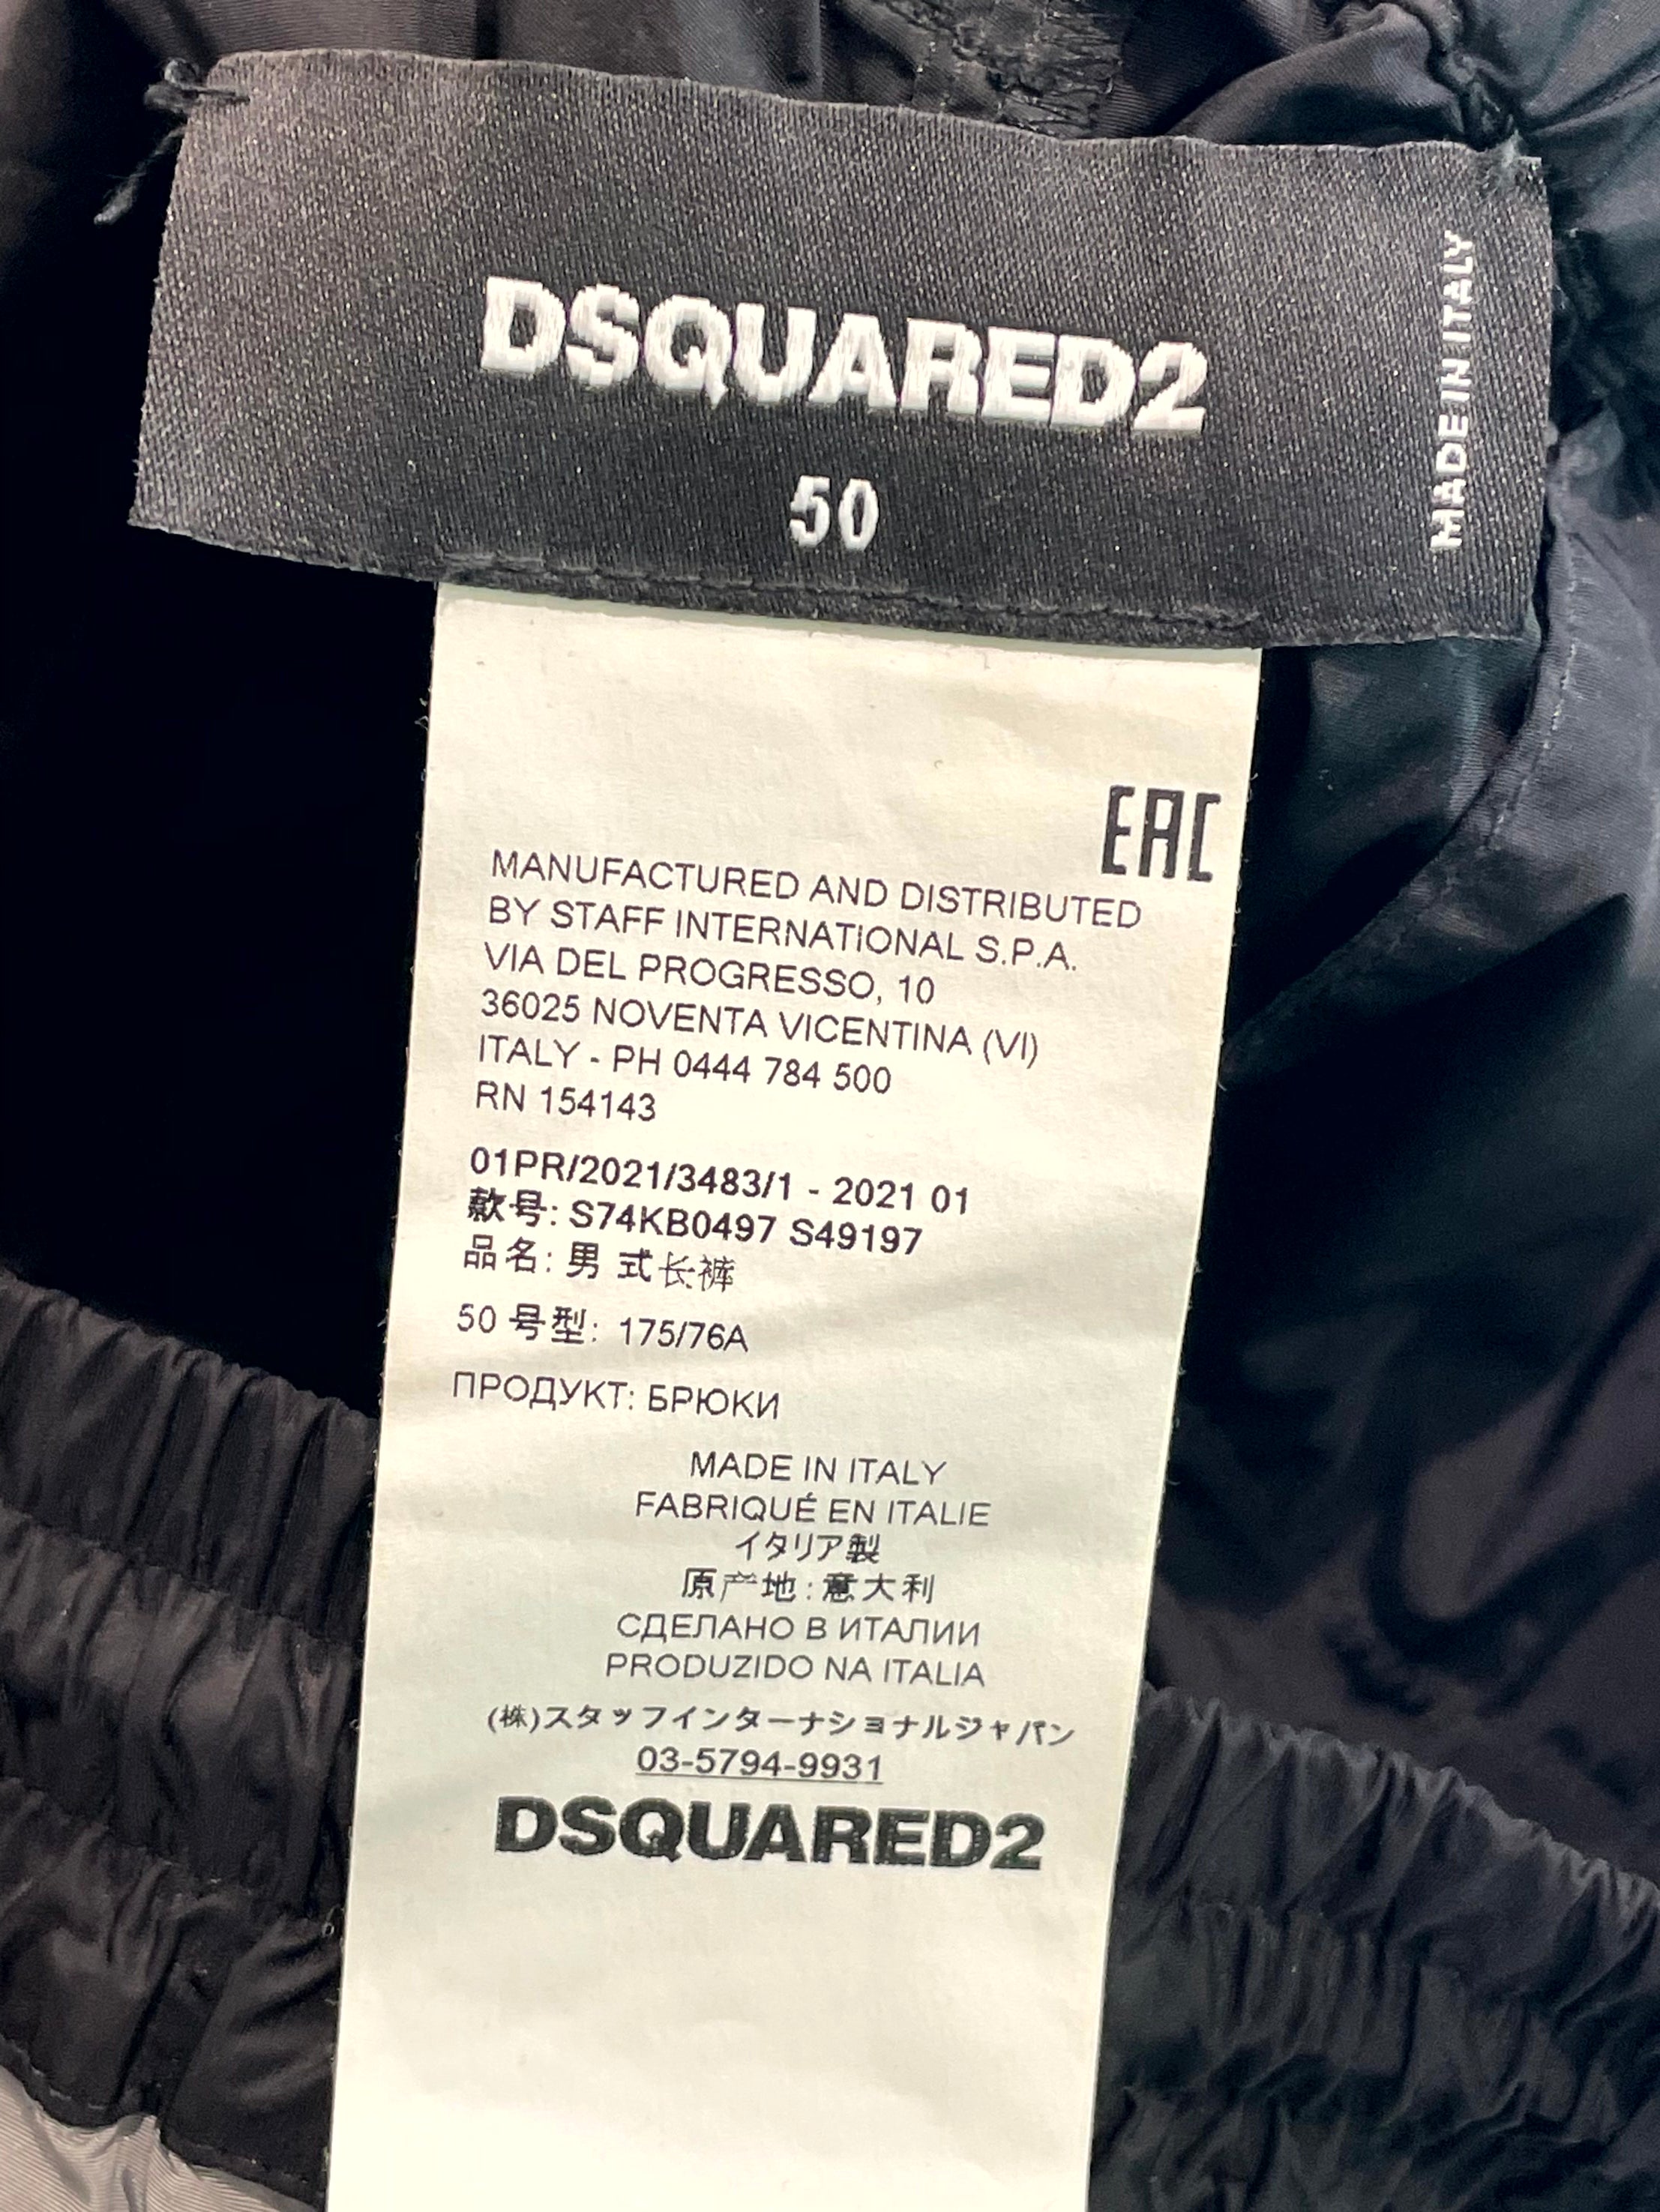 DSQUARED2
50
MADE IN ITALY
EAC
MANUFACTURED AND DISTRIBUTED
BY STAFF INTERNATIONAL S.P.A.
VIA DEL PROGRESSO, 10
36025 NOVENTA VICENTINA (VI)
ITALY - PH 0444 784 500
RN 154143
01PR/2021/3483/1 - 2021 01
款号: S74KB0497 S49197
品名: 男 式长裤
50 号型: 175/76A
ПРОДУКТ: БРЮКИ
MADE IN ITALY
FABRIQUÉ EN ITALIE
イタリア製
原产地: 意大利
СДЕЛАНО В ИТАЛИИ
PRODUZIDO NA ITALIA
(株)スタッフインターナショナルジャパン
03-5794-9931
DSQUARED2